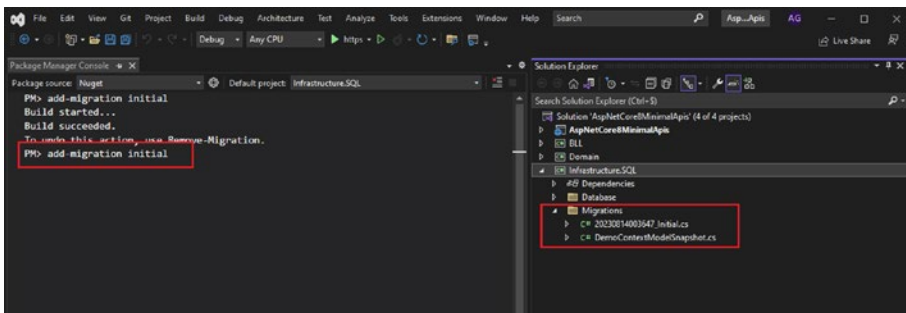 File Edit View Git Project Build Debug Architecture Test Analyze Tools Extensions Window Help Search Asp...Apis AG
Debug Any CPU https Live Share
Package Manager Console
Package source: Nuget Default project: Infrastructure.SQL
PM> add-migration initial
Build started...
Build succeeded.
To undo this action, use Remove-Migration.
PM> add-migration initial
Solution Explorer
Search Solution Explorer (Ctrl+$)
Solution 'AspNetCore8MinimalApis' (4 of 4 projects)
AspNetCore8MinimalApis
BLL
Domain
Infrastructure.SQL
Dependencies
Database
Migrations
C# 20230814003647_Initial.cs
C# DemoContextModelSnapshot.cs